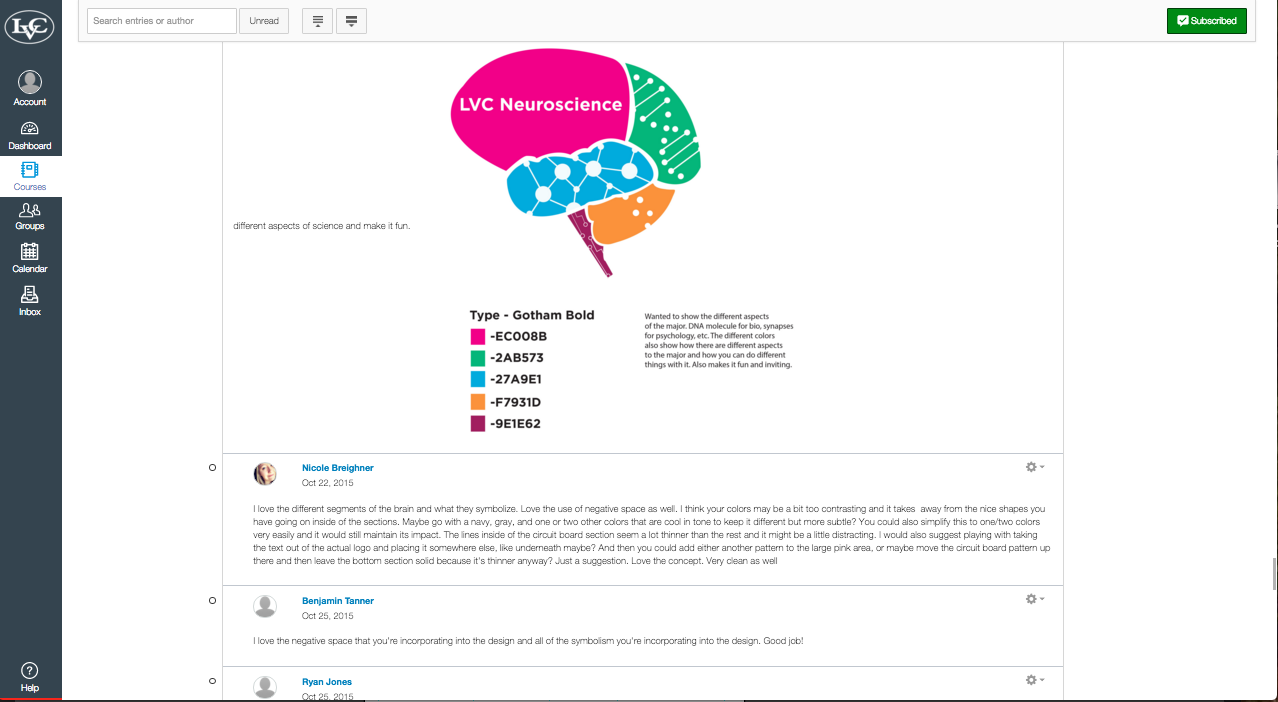 LVC
Account
Dashboard
Courses
Groups
Calendar
Inbox
Help
Search entries or author
Unread
Subscribed
LVC Neuroscience
different aspects of science and make it fun.
Type - Gotham Bold
-EC008B
-2AB573
-27A9E1
-F7931D
-9E1E62
Wanted to show the different aspects
of the major. DNA molecule for bio, synapses
for psychology, etc. The different colors
also show how there are different aspects
to the major and how you can do different
things with it. Also makes it fun and inviting.
Nicole Breighner
Oct 22, 2015
I love the different segments of the brain and what they symbolize. Love the use of negative space as well. I think your colors may be a bit too contrasting and it takes away from the nice shapes you
have going on inside of the sections. Maybe go with a navy, gray, and one or two other colors that are cool in tone to keep it different but more subtle? You could also simplify this to one/two colors
very easily and it would still maintain its impact. The lines inside of the circuit board section seem a lot thinner than the rest and it might be a little distracting. I would also suggest playing with taking
the text out of the actual logo and placing it somewhere else, like underneath maybe? And then you could add either another pattern to the large pink area, or maybe move the circuit board pattern up
there and then leave the bottom section solid because it's thinner anyway? Just a suggestion. Love the concept. Very clean as well
Benjamin Tanner
Oct 25, 2015
I love the negative space that you're incorporating into the design and all of the symbolism you're incorporating into the design. Good job!
Ryan Jones
Oct 25, 2015